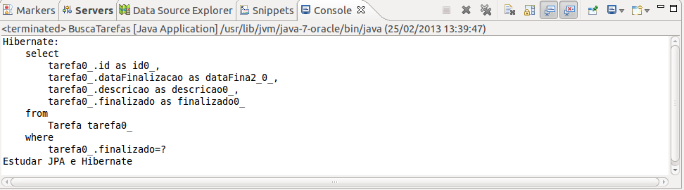 Markers Servers Data Source Explorer Snippets Console
<terminated> BuscaTarefas [Java Application] /usr/lib/jvm/java-7-oracle/bin/java (25/02/2013 13:39:47)
Hibernate:
    select
        tarefa0_.id as id0_,
        tarefa0_.dataFinalizacao as dataFina2_0_,
        tarefa0_.descricao as descricao0_,
        tarefa0_.finalizado as finalizado0_
    from
        Tarefa tarefa0_
    where
        tarefa0_.finalizado=?
Estudar JPA e Hibernate